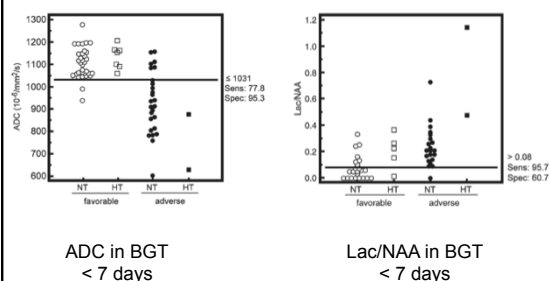 1300
1200
1100
1000
900
800
700
600
ADC (10⁻⁶/mm²/s)
≤ 1031
Sens: 77.8
Spec: 95.3
NT HT NT HT
favorable adverse
ADC in BGT
< 7 days
1.2
1.0
0.8
0.6
0.4
0.2
0.0
Lac/NAA
> 0.08
Sens: 95.7
Spec: 60.7
NT HT NT HT
favorable adverse
Lac/NAA in BGT
< 7 days